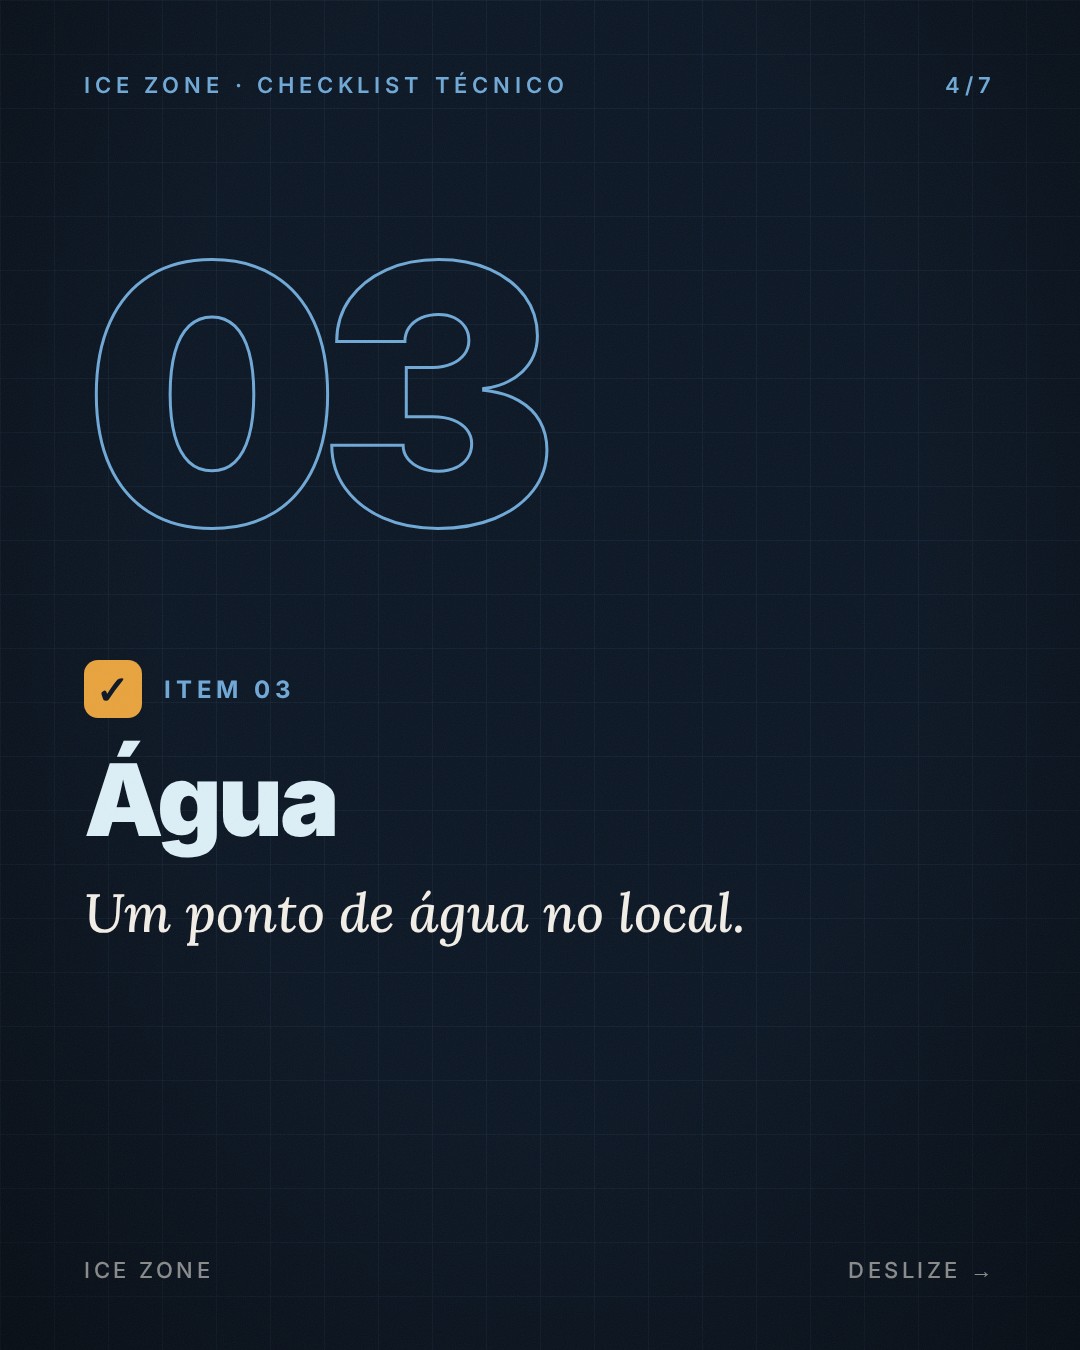 ICE ZONE · CHECKLIST TÉCNICO 4/7
03
✓ ITEM 03
Água
Um ponto de água no local.
ICE ZONE DESLIZE →